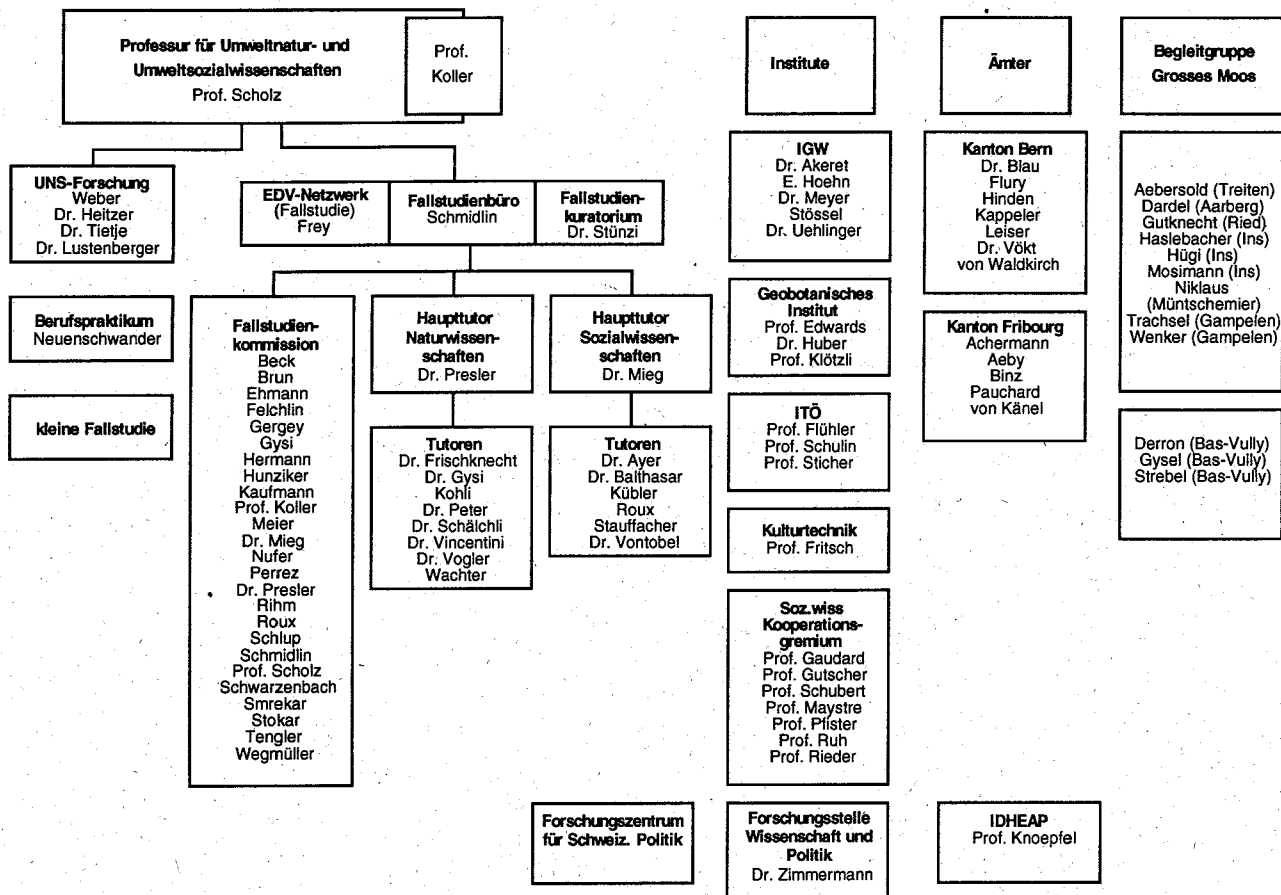 Professur für Umweltnatur- und
Umweltsozialwissenschaften
Prof. Scholz
Prof.
Koller
Institute
Ämter
Begleitgruppe
Grosses Moos
UNS-Forschung
Weber
Dr. Heitzer
Dr. Tietje
Dr. Lustenberger
EDV-Netzwerk
(Fallstudie)
Frey
Fallstudienbüro
Schmidlin
Fallstudien-
kuratorium
Dr. Stünzi
Berufspraktikum
Neuenschwander
kleine Fallstudie
Fallstudien-
kommission
Beck
Brun
Ehmann
Felchlin
Gergey
Gysi
Hermann
Hunziker
Kaufmann
Prof. Koller
Meier
Dr. Mieg
Nufer
Perrez
Dr. Presler
Rihm
Roux
Schlup
Schmidlin
Prof. Scholz
Schwarzenbach
Smrekar
Stokar
Tengler
Wegmüller
Haupttutor
Naturwissen-
schaften
Dr. Presler
Haupttutor
Sozialwissen-
schaften
Dr. Mieg
Tutoren
Dr. Frischknecht
Dr. Gysi
Kohli
Dr. Peter
Dr. Schälchli
Dr. Vincentini
Dr. Vogler
Wachter
Tutoren
Dr. Ayer
Dr. Balthasar
Kübler
Roux
Stauffacher
Dr. Vontobel
IGW
Dr. Akeret
E. Hoehn
Dr. Meyer
Stössel
Dr. Uehlinger
Geobotanisches
Institut
Prof. Edwards
Dr. Huber
Prof. Klötzli
ITÖ
Prof. Flühler
Prof. Schulin
Prof. Sticher
Kulturtechnik
Prof. Fritsch
Soz.wiss
Kooperations-
gremium
Prof. Gaudard
Prof. Gutscher
Prof. Schubert
Prof. Maystre
Prof. Pfister
Prof. Ruh
Prof. Rieder
Kanton Bern
Dr. Blau
Flury
Hinden
Kappeler
Leiser
Dr. Vökt
von Waldkirch
Kanton Fribourg
Achermann
Aeby
Binz
Pauchard
von Känel
Aebersold (Treiten)
Dardel (Aarberg)
Gutknecht (Ried)
Haslebacher (Ins)
Hügi (Ins)
Mosimann (Ins)
Niklaus
(Müntschemier)
Trachsel (Gampelen)
Wenker (Gampelen)
Derron (Bas-Vully)
Gysel (Bas-Vully)
Strebel (Bas-Vully)
Forschungszentrum
für Schweiz. Politik
Forschungsstelle
Wissenschaft und
Politik
Dr. Zimmermann
IDHEAP
Prof. Knoepfel